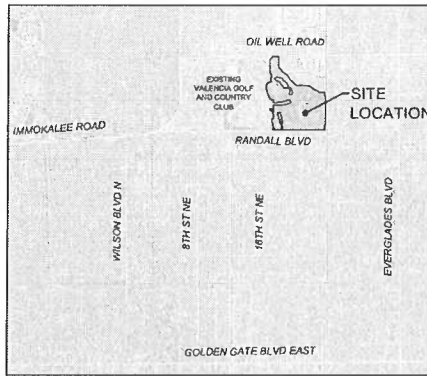 OIL WELL ROAD
EXISTING
VALENCIA GOLF
AND COUNTRY
CLUB
SITE
LOCATION
IMMOKALEE ROAD
RANDALL BLVD
WILSON BLVD N
8TH ST NE
16TH ST NE
EVERGLADES BLVD
GOLDEN GATE BLVD EAST